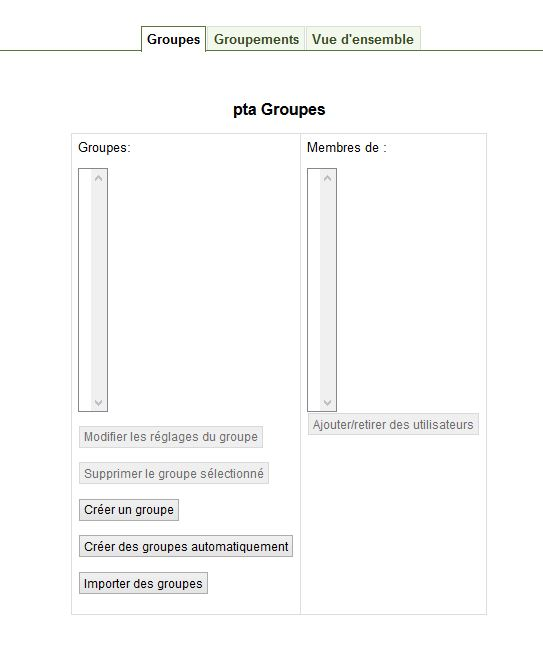 Groupes Groupements Vue d'ensemble
pta Groupes
Groupes:
Membres de :
Modifier les réglages du groupe
Ajouter/retirer des utilisateurs
Supprimer le groupe sélectionné
Créer un groupe
Créer des groupes automatiquement
Importer des groupes